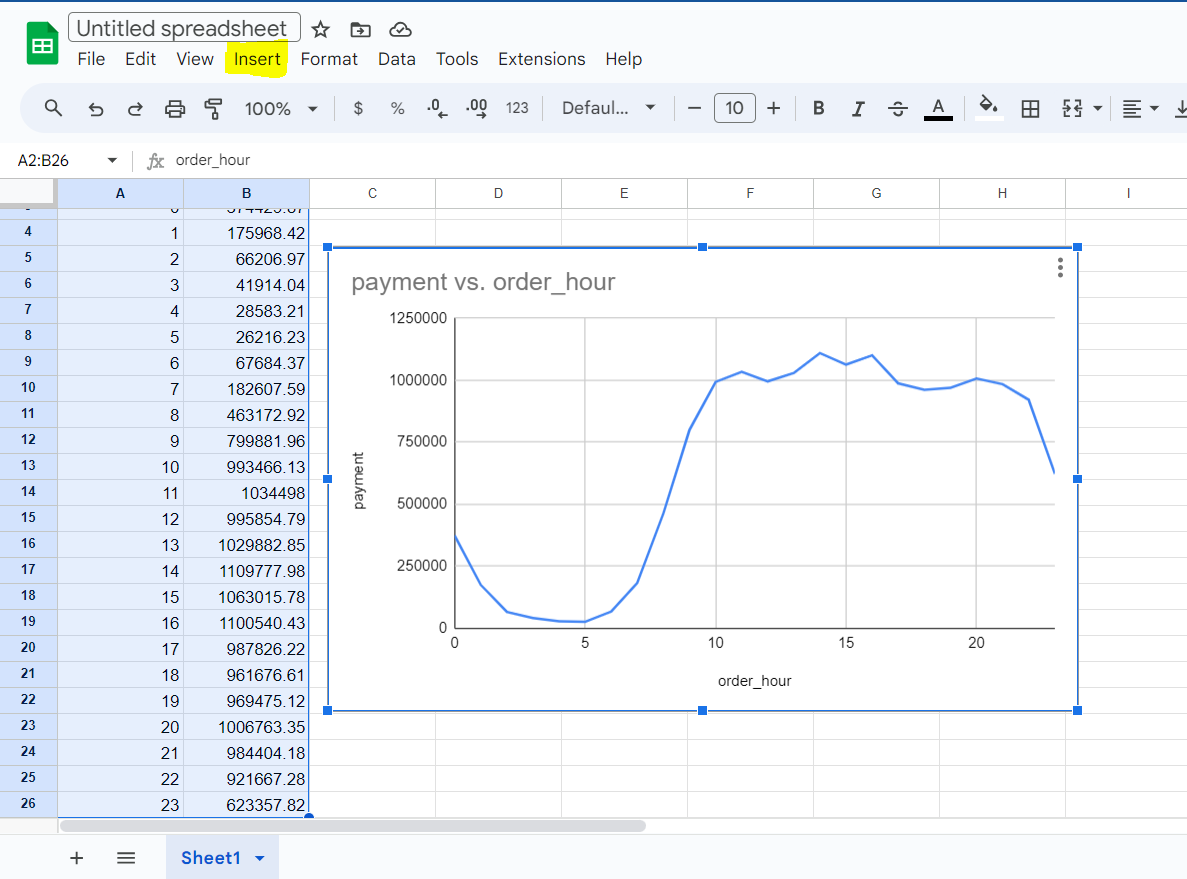 Untitled spreadsheet
File Edit View Insert Format Data Tools Extensions Help
100% $ % .0 .00 123 Defaul... 10 B I A
A2:B26 fx order_hour
A B C D E F G H I
4 1 175968.42
5 2 66206.97
6 3 41914.04
7 4 28583.21
8 5 26216.23
9 6 67684.37
10 7 182607.59
11 8 463172.92
12 9 799881.96
13 10 993466.13
14 11 1034498
15 12 995854.79
16 13 1029882.85
17 14 1109777.98
18 15 1063015.78
19 16 1100540.43
20 17 987826.22
21 18 961676.61
22 19 969475.12
23 20 1006763.35
24 21 984404.18
25 22 921667.28
26 23 623357.82
payment vs. order_hour
1250000
1000000
750000
500000
250000
0
payment
0 5 10 15 20
order_hour
Sheet1